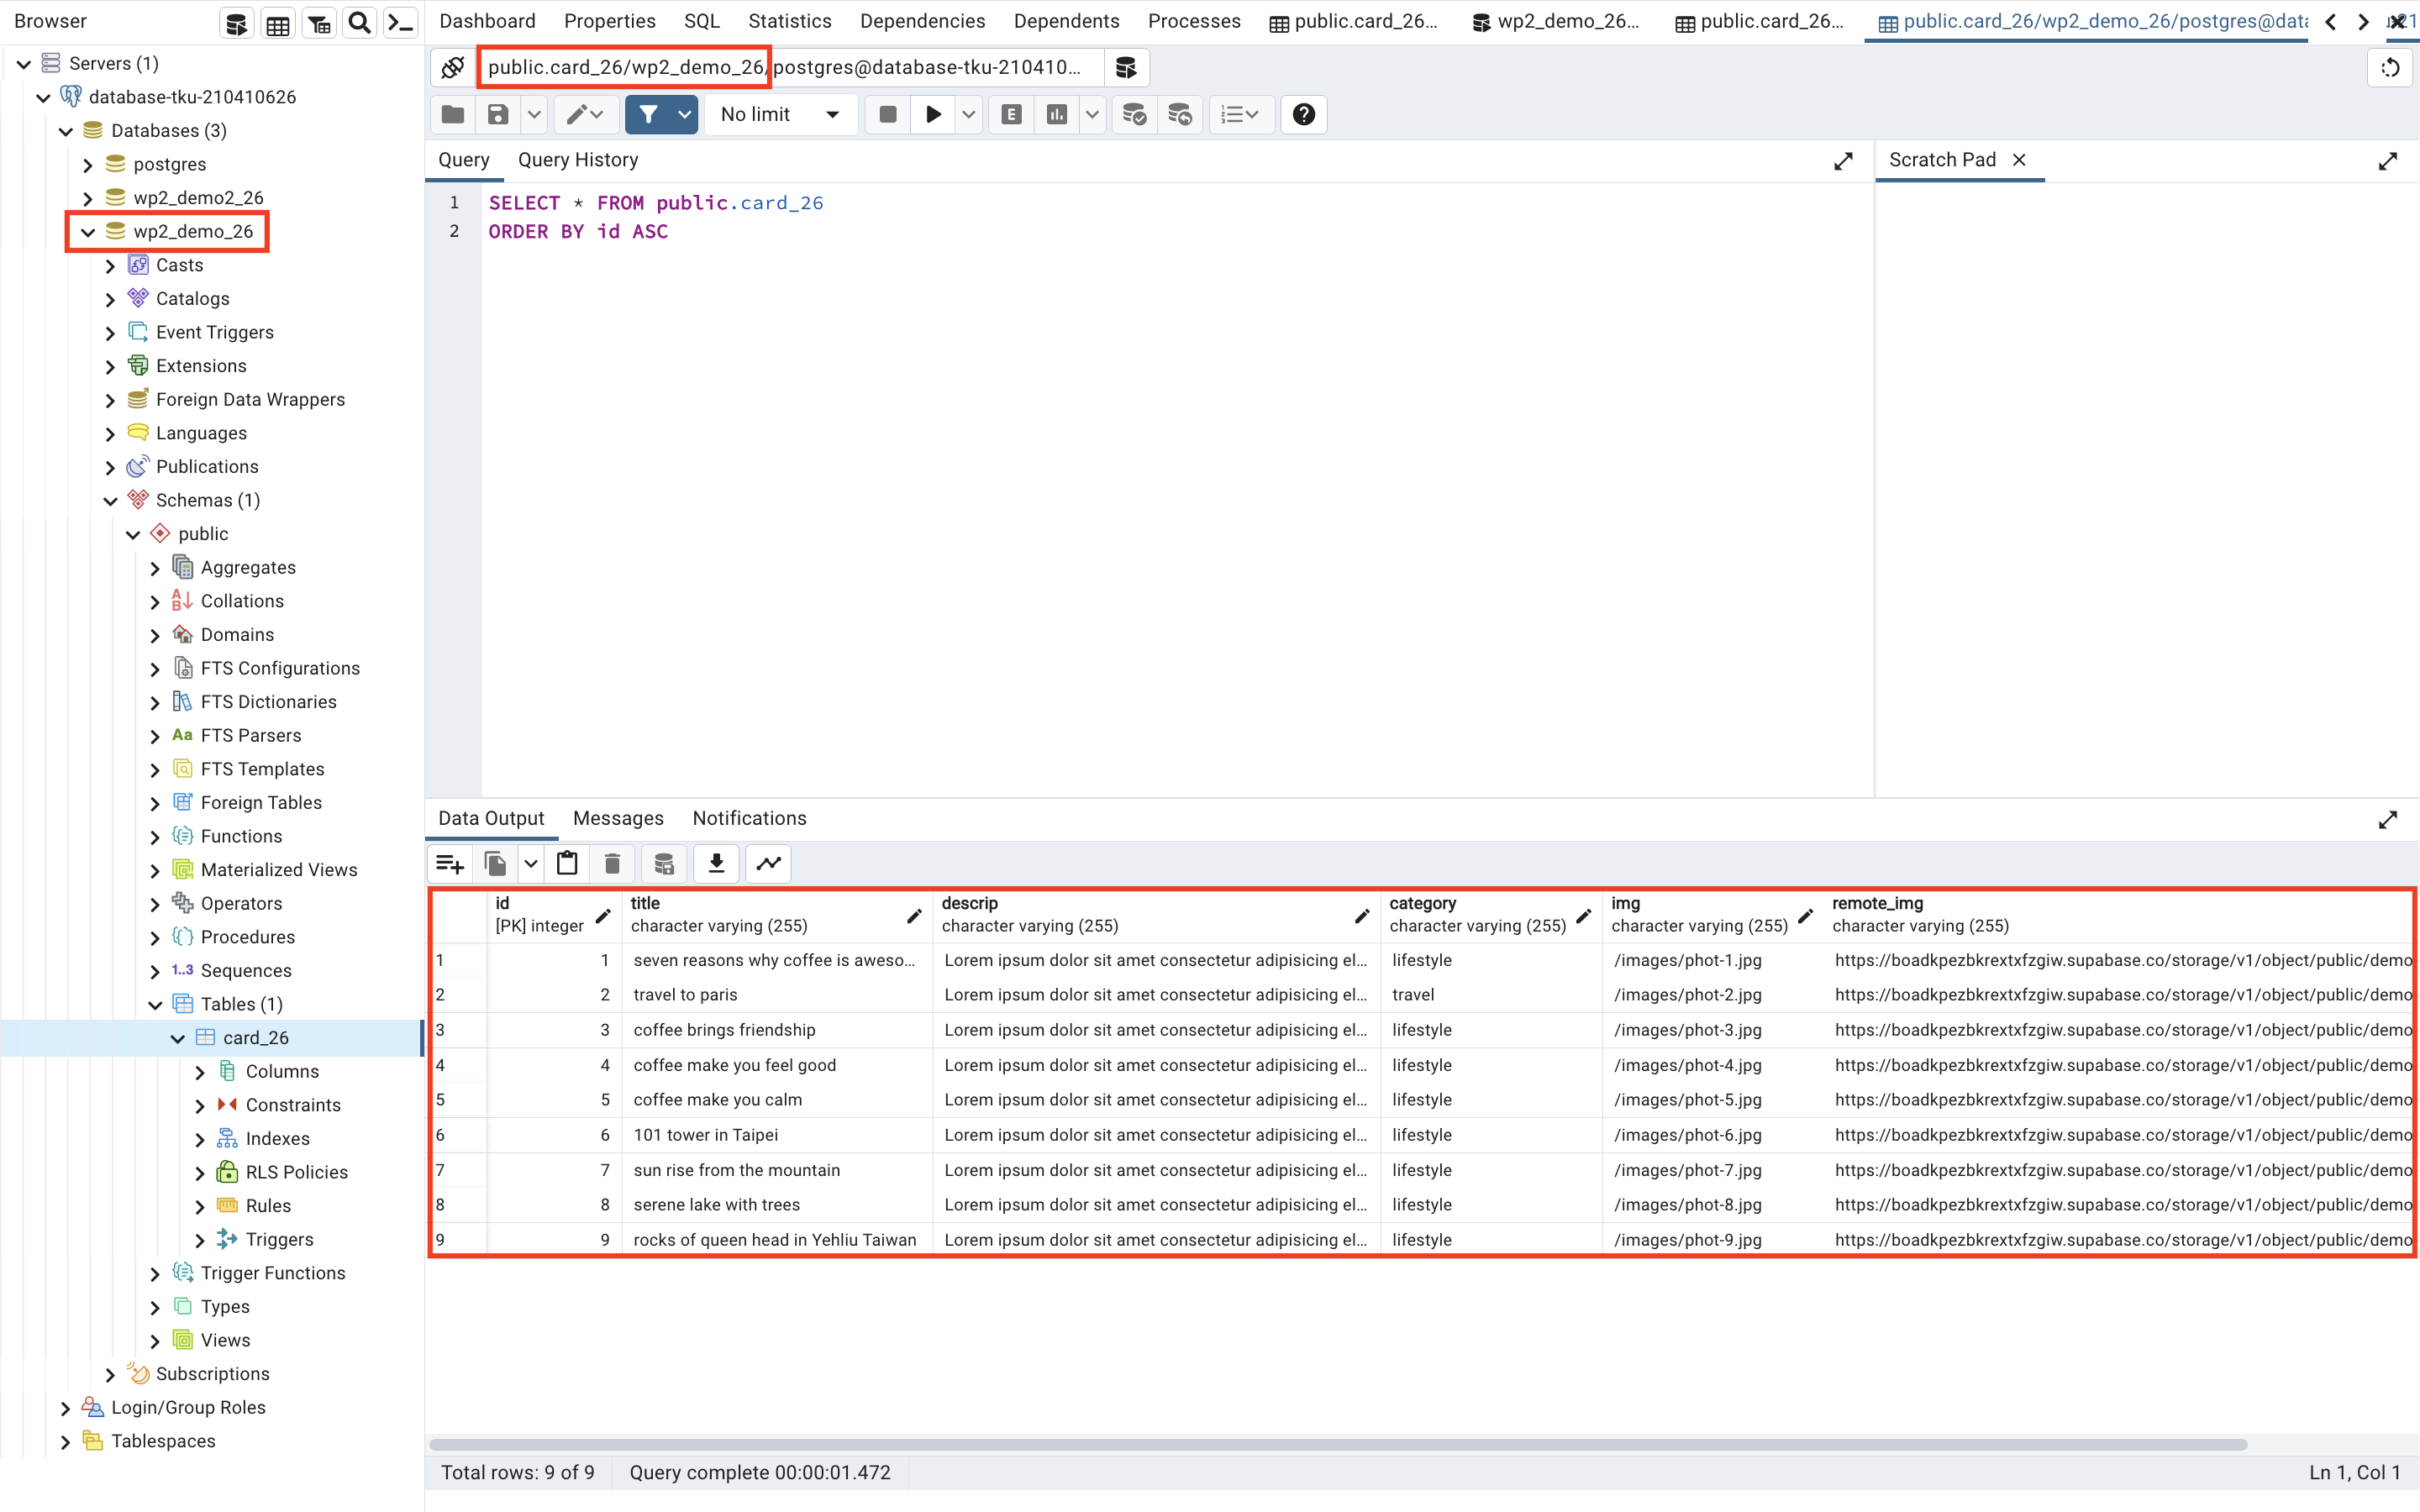 Browser
Servers (1)
database-tku-210410626
Databases (3)
postgres
wp2_demo2_26
wp2_demo_26
Casts
Catalogs
Event Triggers
Extensions
Foreign Data Wrappers
Languages
Publications
Schemas (1)
public
Aggregates
Collations
Domains
FTS Configurations
FTS Dictionaries
Aa FTS Parsers
FTS Templates
Foreign Tables
Functions
Materialized Views
Operators
Procedures
1..3 Sequences
Tables (1)
card_26
Columns
Constraints
Indexes
RLS Policies
Rules
Triggers
Trigger Functions
Types
Views
Subscriptions
Login/Group Roles
Tablespaces
Dashboard Properties SQL Statistics Dependencies Dependents Processes public.card_26... wp2_demo_26... public.card_26... public.card_26/wp2_demo_26/postgres@data
public.card_26/wp2_demo_26/postgres@database-tku-210410...
No limit E
Query Query History
Scratch Pad
1 SELECT * FROM public.card_26
2 ORDER BY id ASC
Data Output Messages Notifications
id title descrip category img remote_img
[PK] integer character varying (255) character varying (255) character varying (255) character varying (255) character varying (255)
1 1 seven reasons why coffee is aweso... Lorem ipsum dolor sit amet consectetur adipisicing el... lifestyle /images/phot-1.jpg https://boadkpezbkrextxfzgiw.supabase.co/storage/v1/object/public/demo
2 2 travel to paris Lorem ipsum dolor sit amet consectetur adipisicing el... travel /images/phot-2.jpg https://boadkpezbkrextxfzgiw.supabase.co/storage/v1/object/public/demo
3 3 coffee brings friendship Lorem ipsum dolor sit amet consectetur adipisicing el... lifestyle /images/phot-3.jpg https://boadkpezbkrextxfzgiw.supabase.co/storage/v1/object/public/demo
4 4 coffee make you feel good Lorem ipsum dolor sit amet consectetur adipisicing el... lifestyle /images/phot-4.jpg https://boadkpezbkrextxfzgiw.supabase.co/storage/v1/object/public/demo
5 5 coffee make you calm Lorem ipsum dolor sit amet consectetur adipisicing el... lifestyle /images/phot-5.jpg https://boadkpezbkrextxfzgiw.supabase.co/storage/v1/object/public/demo
6 6 101 tower in Taipei Lorem ipsum dolor sit amet consectetur adipisicing el... lifestyle /images/phot-6.jpg https://boadkpezbkrextxfzgiw.supabase.co/storage/v1/object/public/demo
7 7 sun rise from the mountain Lorem ipsum dolor sit amet consectetur adipisicing el... lifestyle /images/phot-7.jpg https://boadkpezbkrextxfzgiw.supabase.co/storage/v1/object/public/demo
8 8 serene lake with trees Lorem ipsum dolor sit amet consectetur adipisicing el... lifestyle /images/phot-8.jpg https://boadkpezbkrextxfzgiw.supabase.co/storage/v1/object/public/demo
9 9 rocks of queen head in Yehliu Taiwan Lorem ipsum dolor sit amet consectetur adipisicing el... lifestyle /images/phot-9.jpg https://boadkpezbkrextxfzgiw.supabase.co/storage/v1/object/public/demo
Total rows: 9 of 9 Query complete 00:00:01.472 Ln 1, Col 1